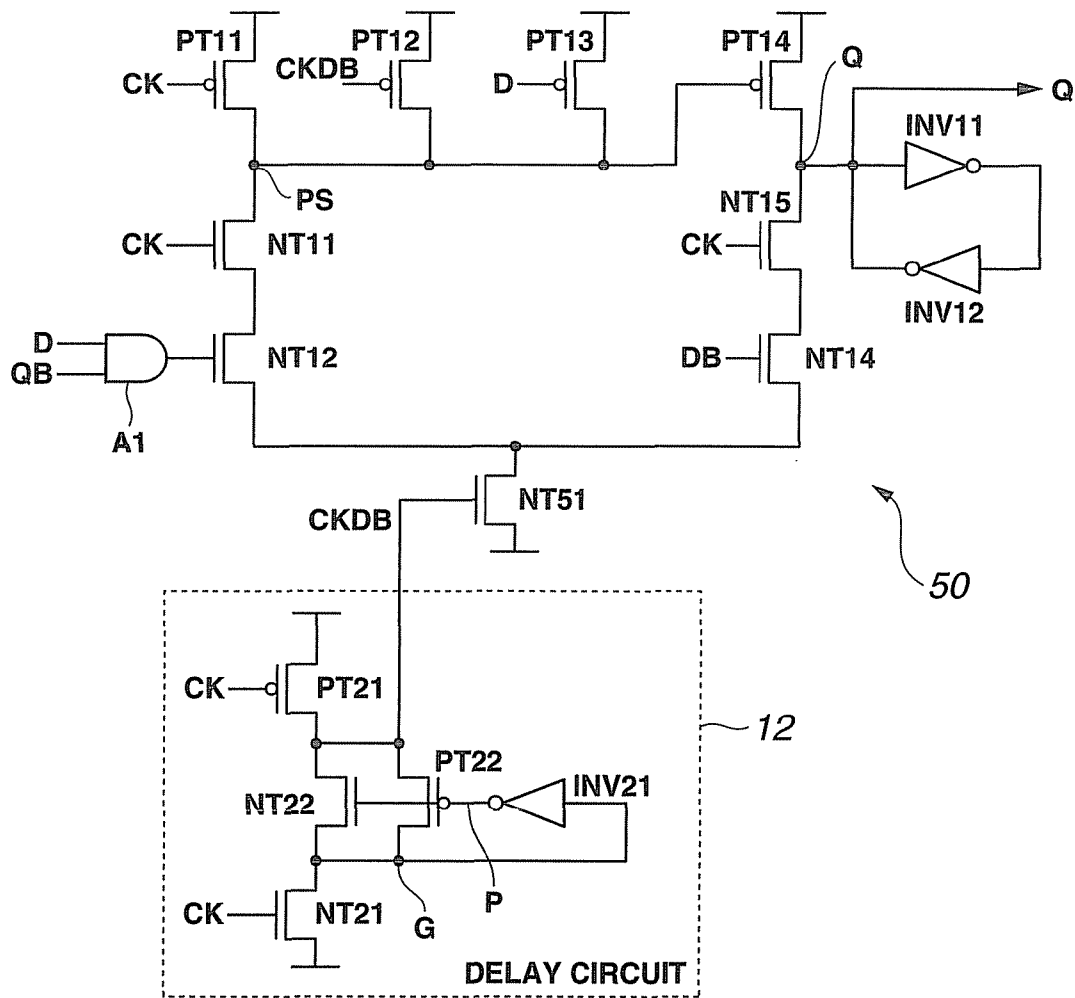 PT11
PT12
PT13
PT14
CK
CKDB
D
Q
Q
INV11
PS
NT15
CK
NT11
CK
INV12
D
QB
NT12
DB
NT14
A1
CKDB
NT51
50
CK
PT21
12
PT22
INV21
NT22
P
CK
NT21
G
DELAY CIRCUIT